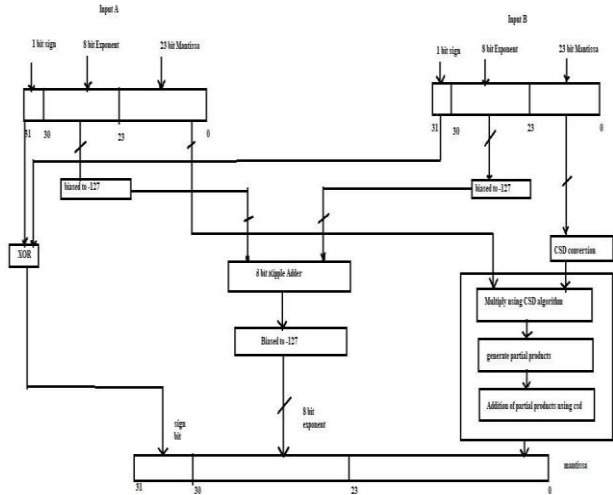 Input A
Input B
1 bit sign
8 bit Exponent
23 bit Mantissa
1 bit sign
8 bit Exponent
23 bit Mantissa
31
30
23
0
31
30
23
0
biased to -127
biased to -127
XOR
CSD conversion
8 bit Ripple Adder
Multiply using CSD algorithm
Biased to -127
generate partial products
Addition of partial products using csd
sign
bit
8 bit
exponent
mantissa
31
30
23
0